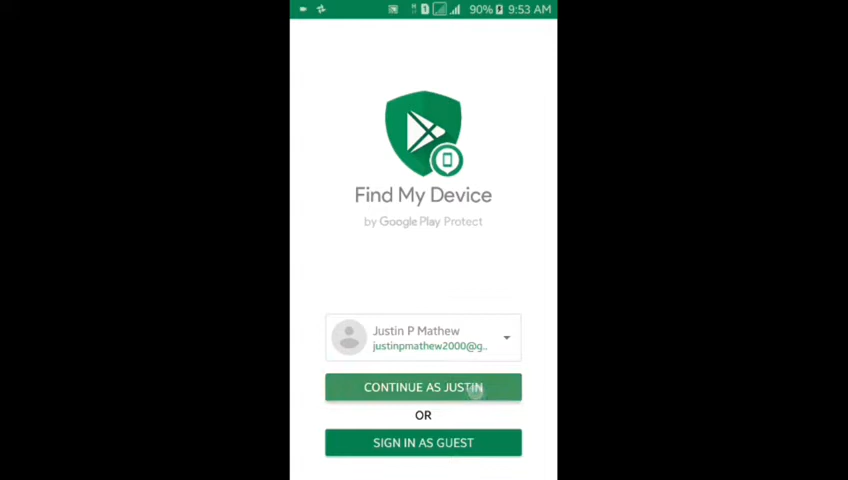 90% 9:53 AM
Find My Device
by Google Play Protect
Justin P Mathew
justinpmathew2000@g..
CONTINUE AS JUSTIN
OR
SIGN IN AS GUEST